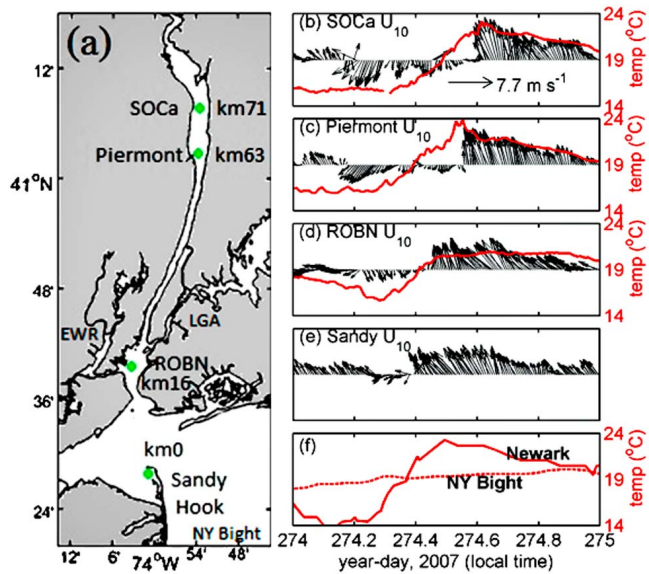 (a)
12'
SOCa km71
Piermont km63
41°N
48'
EWR
LGA
ROBN
km16
36'
km0
Sandy
Hook
24'
NY Bight
12' 6' 74°W 54' 48'
(b) SOCa U10
7.7 m s-1
24
19
14
temp (°C)
(c) Piermont U10
24
19
14
temp (°C)
(d) ROBN U10
24
19
14
temp (°C)
(e) Sandy U10
(f)
Newark
NY Bight
24
19
14
temp (°C)
274 274.2 274.4 274.6 274.8 275
year-day, 2007 (local time)